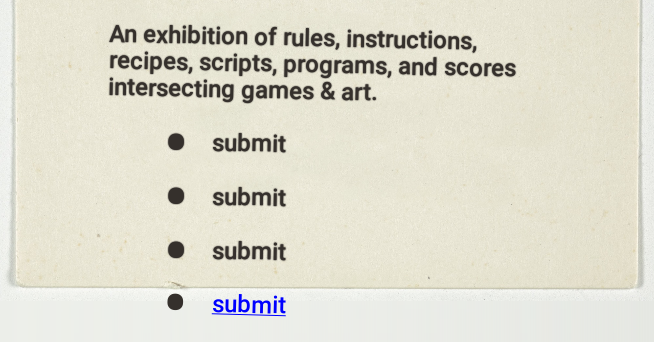 An exhibition of rules, instructions,
recipes, scripts, programs, and scores
intersecting games & art.
● submit
● submit
● submit
● submit